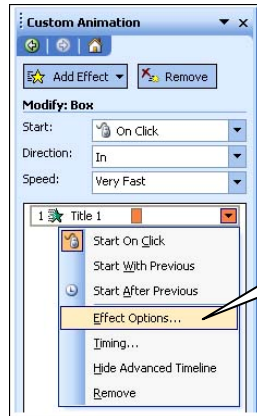 Custom Animation
Add Effect Remove
Modify: Box
Start: On Click
Direction: In
Speed: Very Fast
1 Title 1
Start On Click
Start With Previous
Start After Previous
Effect Options...
Timing...
Hide Advanced Timeline
Remove